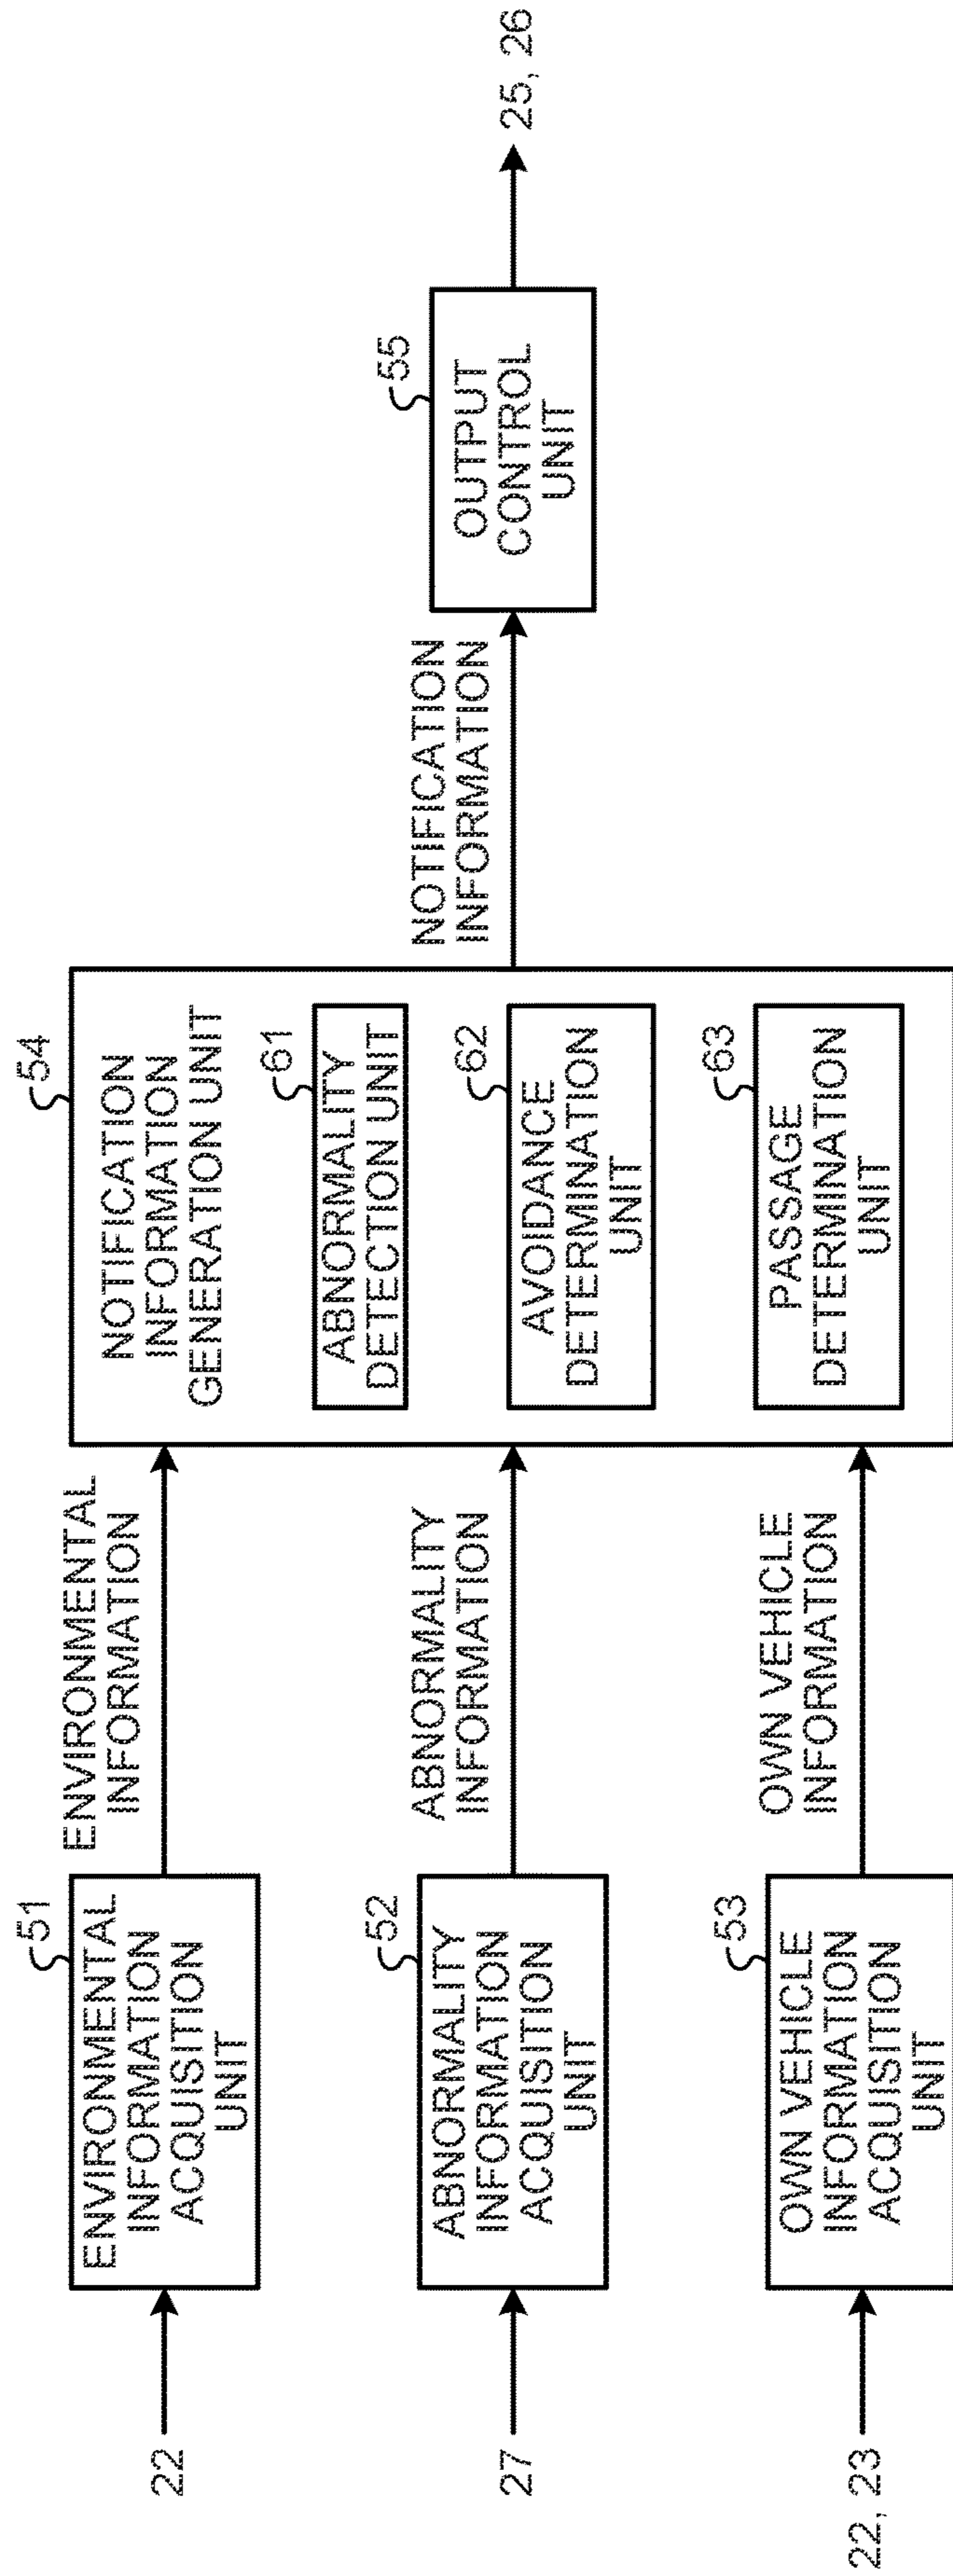 22
51
ENVIRONMENTAL
INFORMATION
ACQUISITION
UNIT
ENVIRONMENTAL
INFORMATION
27
52
ABNORMALITY
INFORMATION
ACQUISITION
UNIT
ABNORMALITY
INFORMATION
22, 23
53
OWN VEHICLE
INFORMATION
ACQUISITION
UNIT
OWN VEHICLE
INFORMATION
54
NOTIFICATION
INFORMATION
GENERATION UNIT
61
ABNORMALITY
DETECTION UNIT
62
AVOIDANCE
DETERMINATION
UNIT
63
PASSAGE
DETERMINATION
UNIT
NOTIFICATION
INFORMATION
55
OUTPUT
CONTROL
UNIT
25, 26